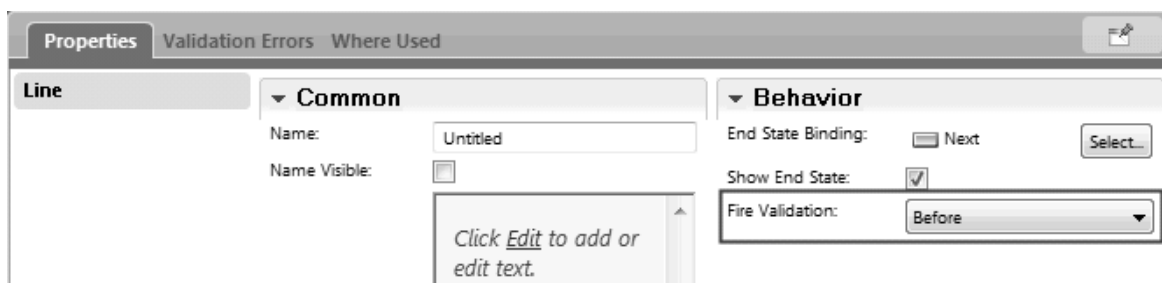 Properties Validation Errors Where Used
Line
Common
Name: Untitled
Name Visible:
Click Edit to add or
edit text.
Behavior
End State Binding: Next Select...
Show End State:
Fire Validation: Before